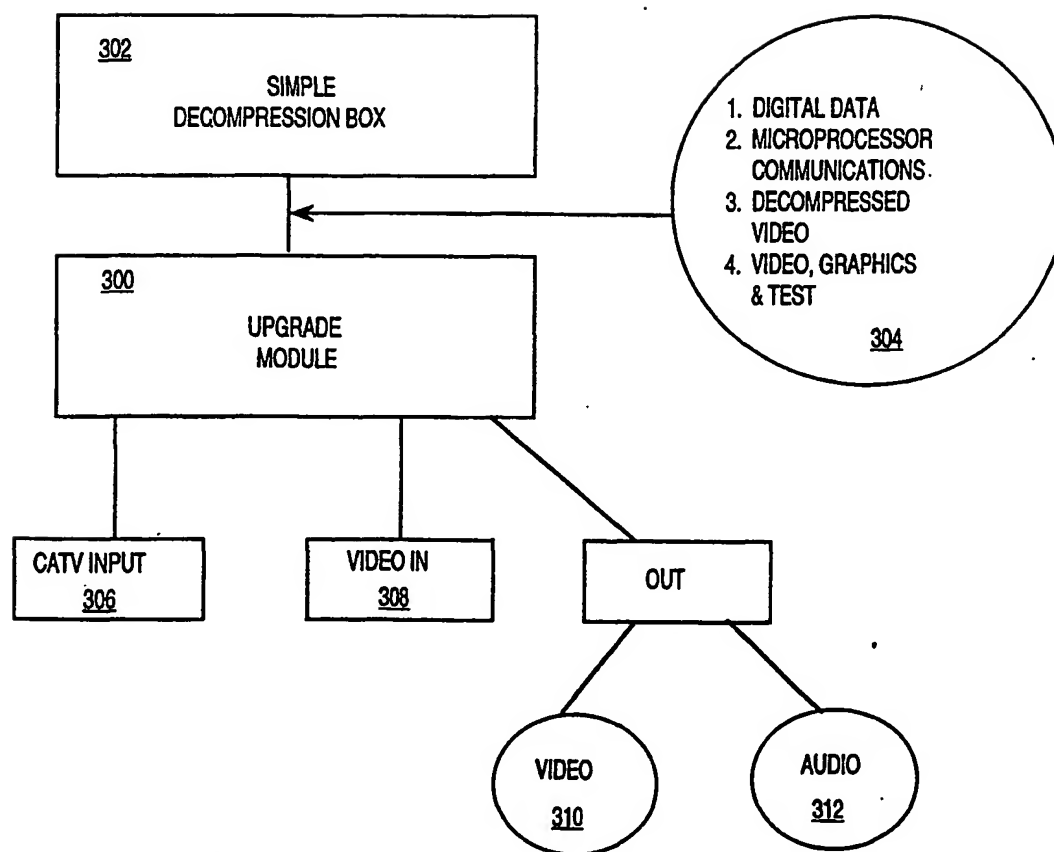 302
SIMPLE
DECOMPRESSION BOX
1. DIGITAL DATA
2. MICROPROCESSOR
COMMUNICATIONS.
3. DECOMPRESSED
VIDEO
4. VIDEO, GRAPHICS
& TEST
304
300
UPGRADE
MODULE
CATV INPUT
306
VIDEO IN
308
OUT
VIDEO
310
AUDIO
312